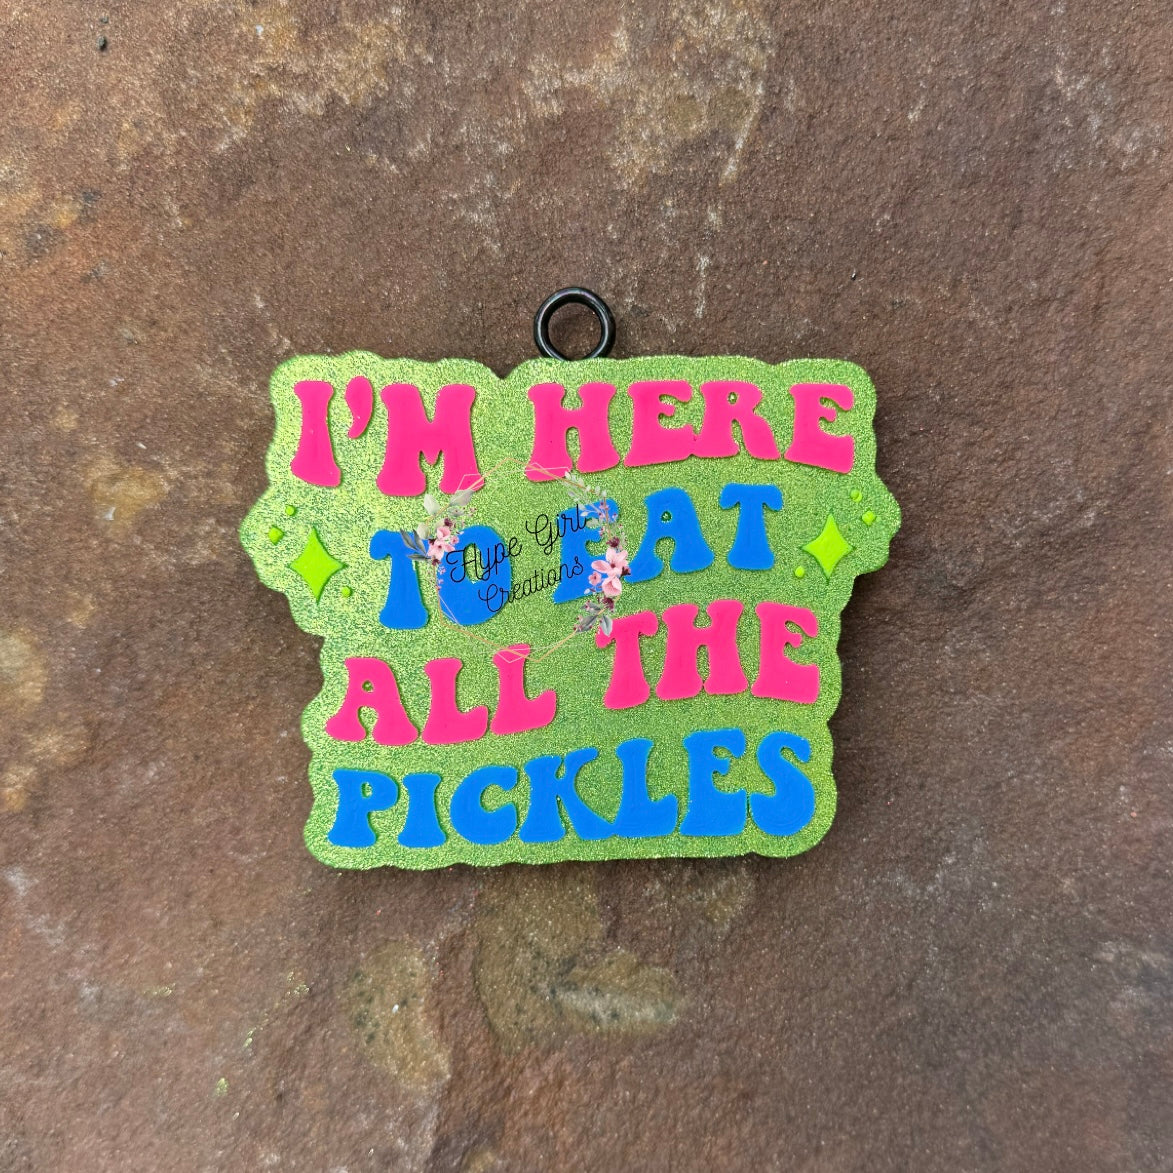 I'M HERE
TO EAT
Hype Girl
Creations
ALL THE
PICKLES